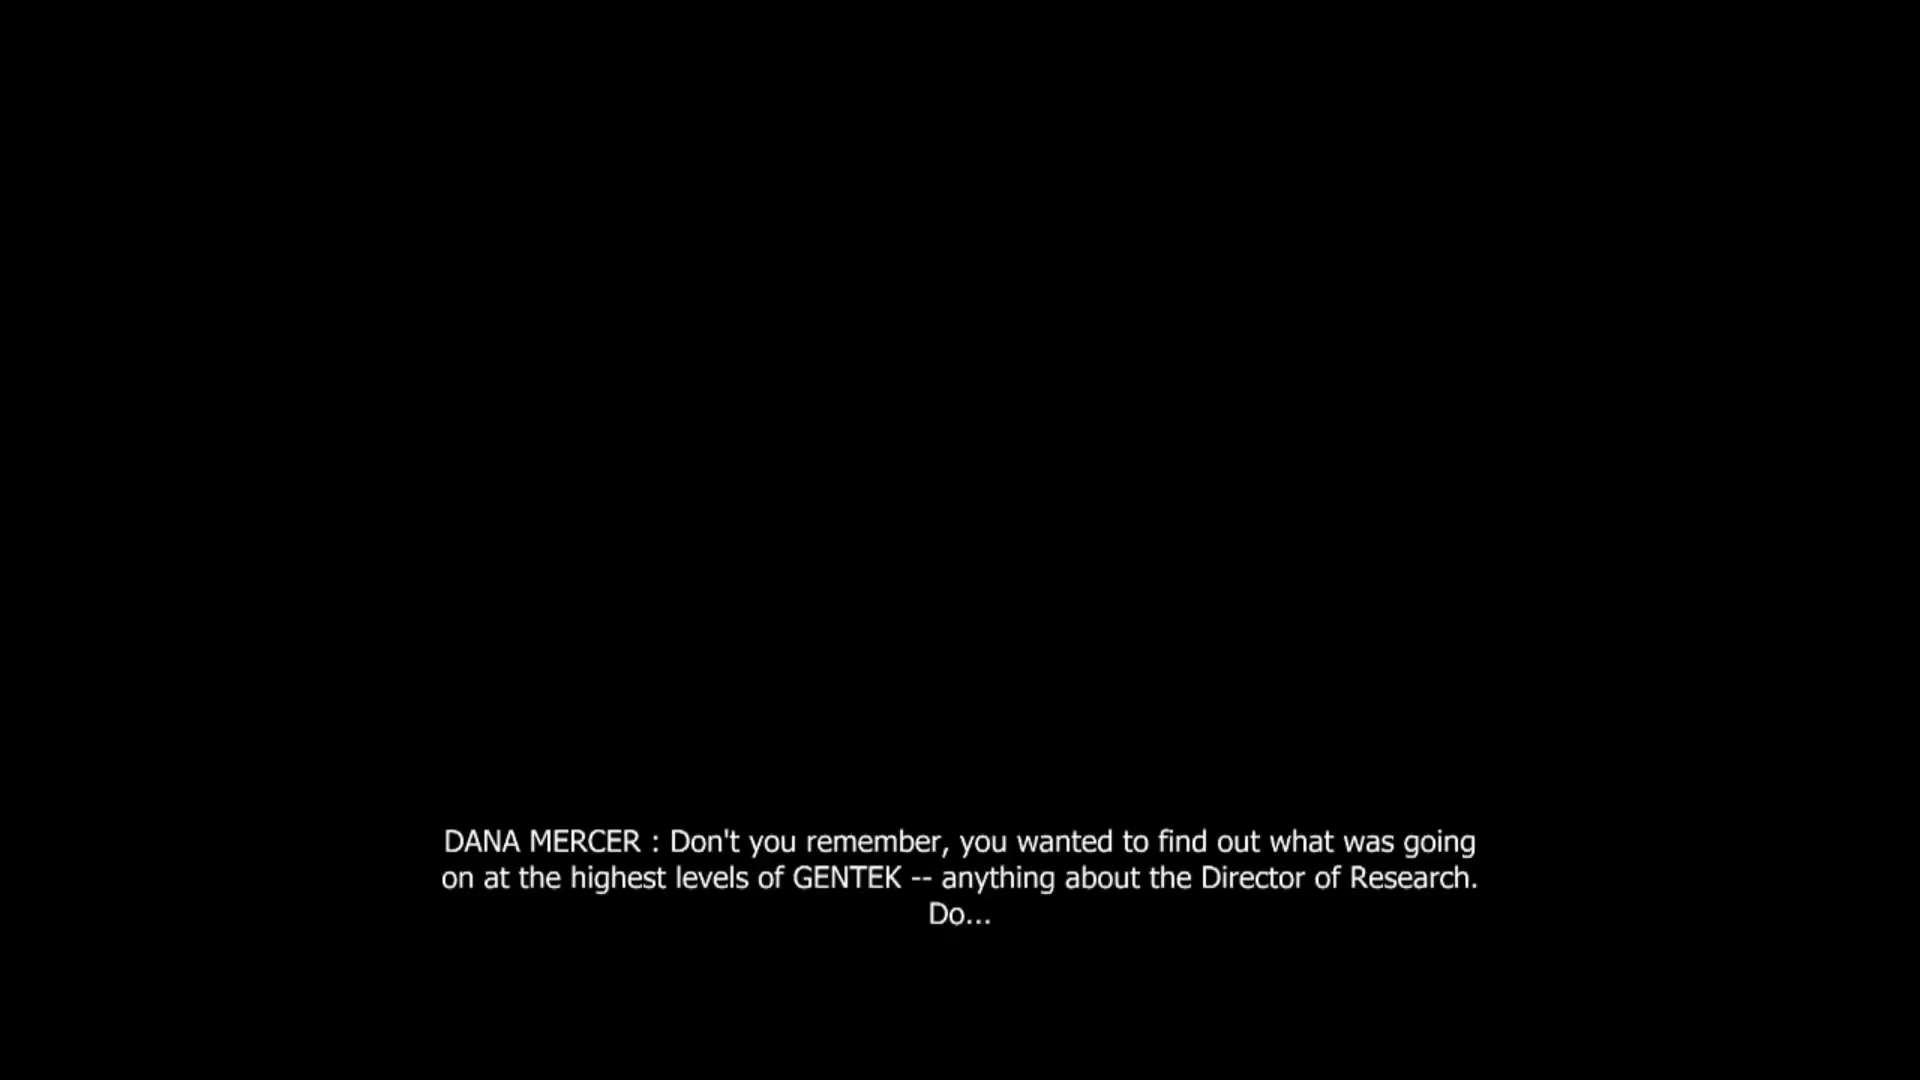 DANA MERCER : Don't you remember, you wanted to find out what was going
on at the highest levels of GENTEK -- anything about the Director of Research.
Do...